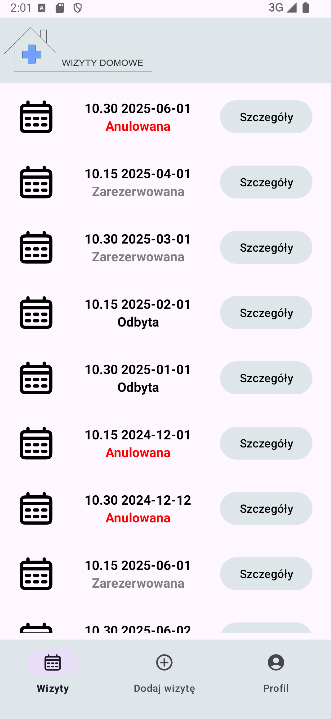 2:01
3G
WIZYTY DOMOWE
10.30 2025-06-01
Anulowana
Szczegóły
10.15 2025-04-01
Zarezerwowana
Szczegóły
10.30 2025-03-01
Zarezerwowana
Szczegóły
10.15 2025-02-01
Odbyta
Szczegóły
10.30 2025-01-01
Odbyta
Szczegóły
10.15 2024-12-01
Anulowana
Szczegóły
10.30 2024-12-12
Anulowana
Szczegóły
10.15 2025-06-01
Zarezerwowana
Szczegóły
10.30 2025-06-02
Wizyty
Dodaj wizytę
Profil